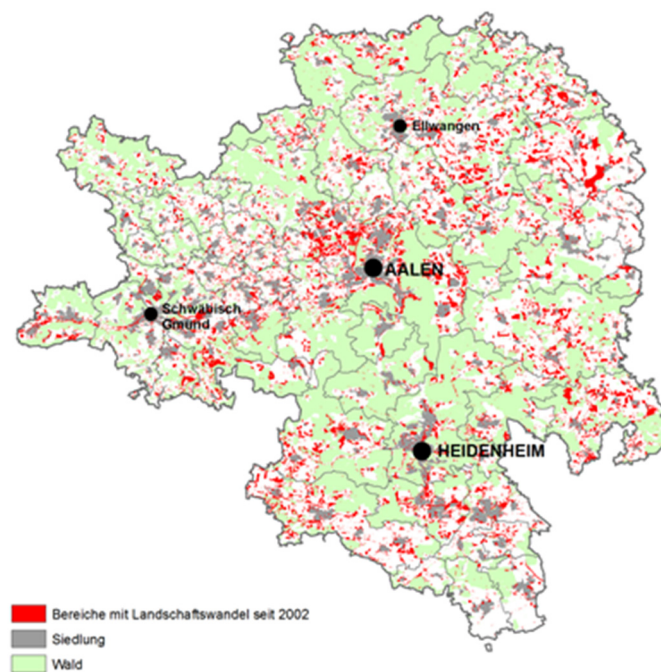 Ellwangen
AALEN
Schwäbisch
Gmünd
HEIDENHEIM
Bereiche mit Landschaftswandel seit 2002
Siedlung
Wald